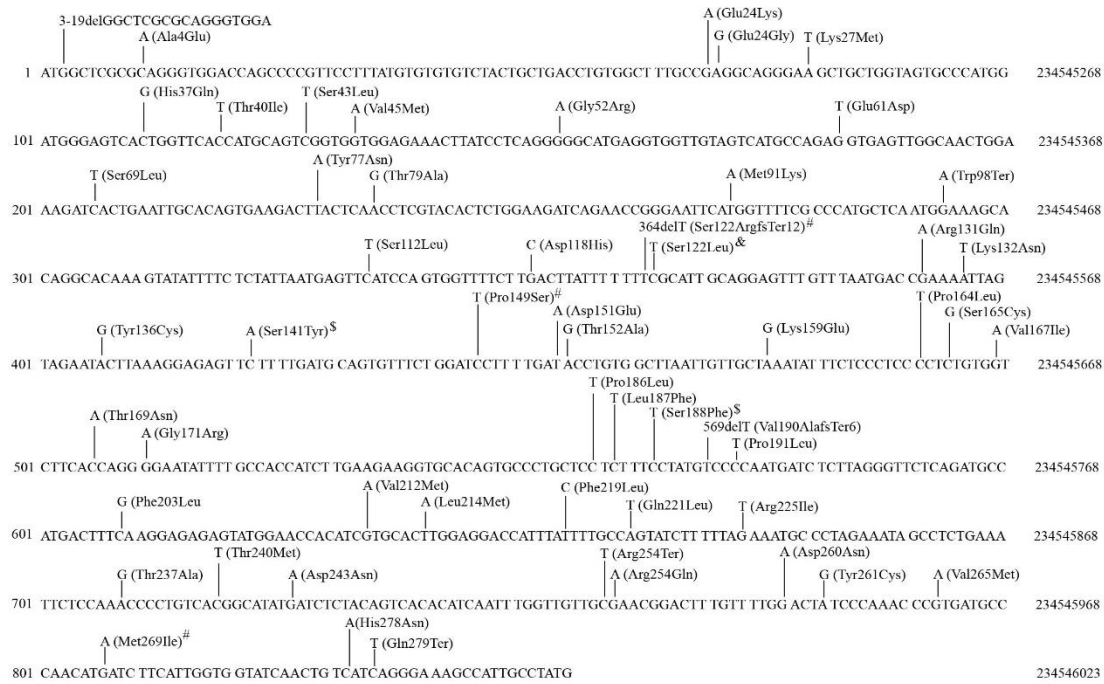 3-19delGGCTCGCGCAGGGTGGA
A (Ala4Glu)
A (Glu24Lys)
G (Glu24Gly)
T (Lys27Met)
1 ATGGCTCGCGCAGGGTGGACCAGCCCCGTTCCTTTATGTGTGTGTCTACTGCTGACCTGTGGCT TTGCCGAGGCAGGGAAGCTGCTGGTAGTGCCCATGG 234545268
G (His37Gln)
T (Thr40Ile)
T (Ser43Leu)
A (Val45Met)
A (Gly52Arg)
T (Glu61Asp)
101 ATGGGAGTCACTGGTTCACCATGCAGTCGGTGGTGGAGAAACTTATCCTCAGGGGGCATGAGGTGGTTGTAGTCATGCCAGAGGTGAGTTGGCAACTGGA 234545368
T (Ser69Leu)
A (Tyr77Asn)
G (Thr79Ala)
A (Met91Lys)
A (Trp98Ter)
201 AAGATCACTGAATTGCACAGTGAAGACTTACTCAACCTCGTACACTCTGGAAGATCAGAACCGGGAATTCATGGTTTTCGCCCATGCTCAATGGAAAGCA 234545468
T (Ser112Leu)
C (Asp118His)
364delT (Ser122ArgfsTer12)#
T (Ser122Leu)&
A (Arg131Gln)
T (Lys132Asn)
301 CAGGCACAAAGTATATTTTCTCTATTAATGAGTTCATCCAGTGGTTTTCTTGACTTATTTTTTTCGCATTGCAGGAGTTTGTTTAATGACCGAAAATTAG 234545568
G (Tyr136Cys)
A (Ser141Tyr)$
T (Pro149Ser)#
A (Asp151Glu)
G (Thr152Ala)
G (Lys159Glu)
T (Pro164Leu)
G (Ser165Cys)
A (Val167Ile)
401 TAGAATACTTAAAGGAGAGTTCTTTTGATGCAGTGTTTCTGGATCCTTTTGATACCTGTGGCTTAATTGTTGCTAAATATTTCTCCCTCCCCTCTGTGGT 234545668
A (Thr169Asn)
A (Gly171Arg)
T (Pro186Leu)
T (Leu187Phe)
T (Ser188Phe)$
569delT (Val190AlafsTer6)
T (Pro191Leu)
501 CTTCACCAGGGGAATATTTTGCCACCATCTTGAAGAAGGTGCACAGTGCCCTGCTCCTCTTTCCTATGTCCCCAATGATCTCTTAGGGTTCTCAGATGCC 234545768
G (Phe203Leu
A (Val212Met)
A (Leu214Met)
C (Phe219Leu)
T (Gln221Leu)
T (Arg225Ile)
601 ATGACTTTCAAGGAGAGAGTATGGAACCACATCGTGCACTTGGAGGACCATTTATTTTGCCAGTATCTTTTTAGAAATGCCCTAGAAATAGCCTCTGAAA 234545868
G (Thr237Ala)
T (Thr240Met)
A (Asp243Asn)
T (Arg254Ter)
A (Arg254Gln)
A (Asp260Asn)
G (Tyr261Cys)
A (Val265Met)
701 TTCTCCAAACCCCTGTCACGGCATATGATCTCTACAGTCACACATCAATTTGGTTGTTGCGAACGGACTTTGTTTTGGACTATCCCAAACCCGTGATGCC 234545968
A (Met269Ile)#
A(His278Asn)
T (Gln279Ter)
801 CAACATGATCTTCATTGGTGGTATCAACTGTCATCAGGGAAAGCCATTGCCTATG 234546023